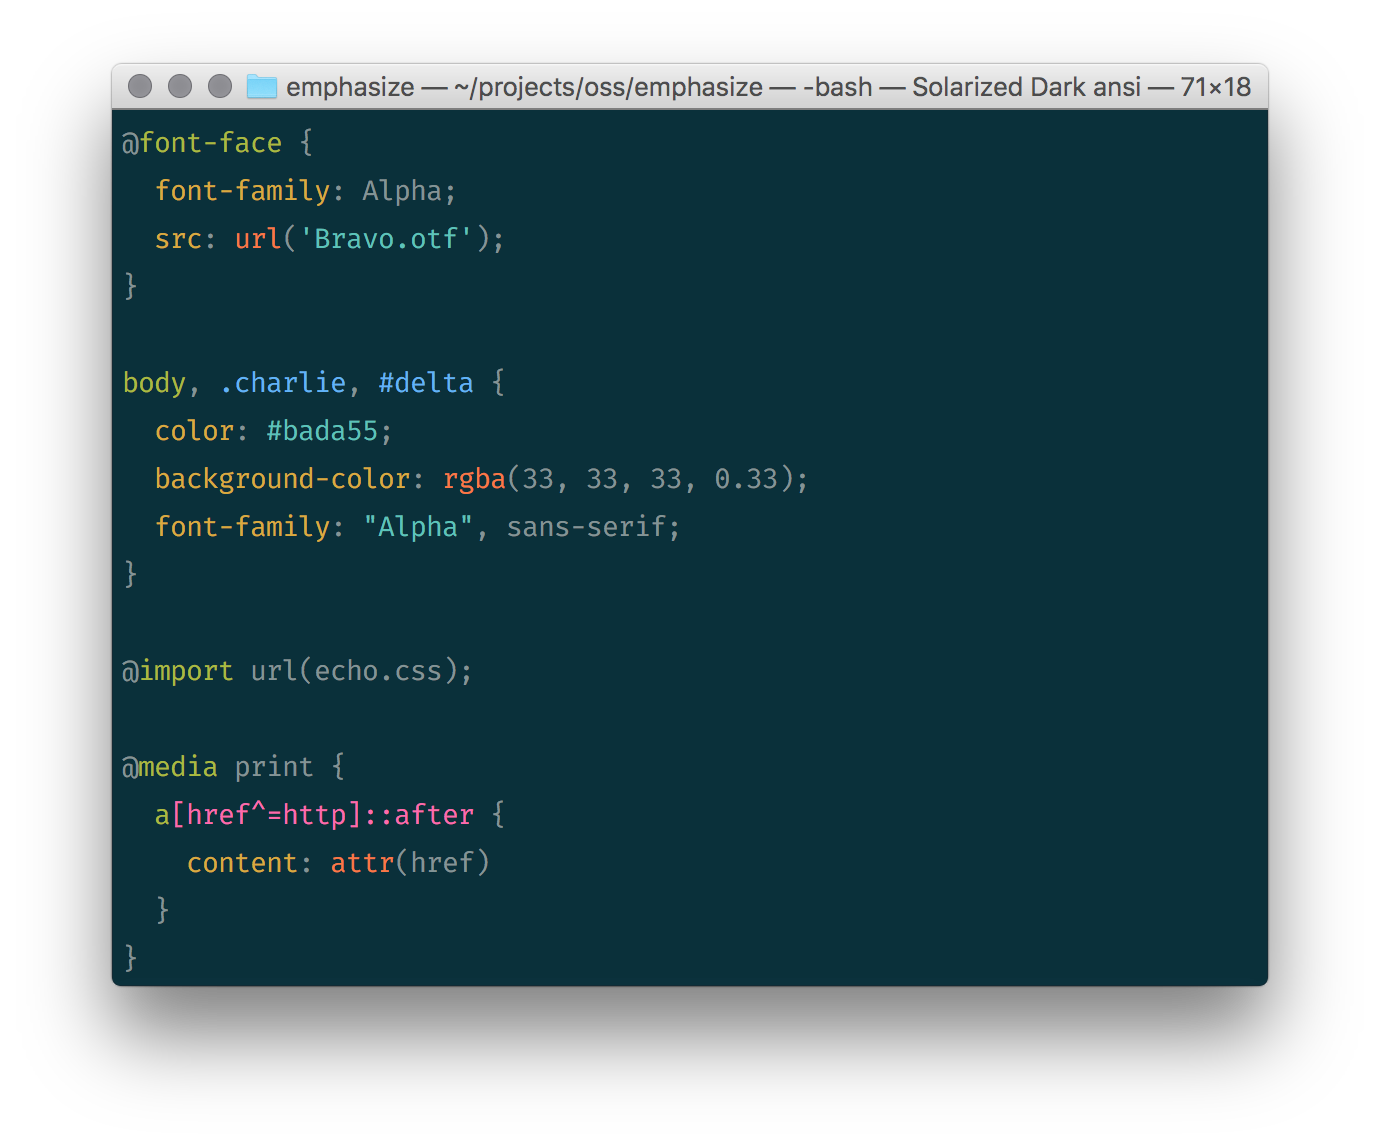 emphasize — ~/projects/oss/emphasize — -bash — Solarized Dark ansi — 71×18
@font-face {
  font-family: Alpha;
  src: url('Bravo.otf');
}

body, .charlie, #delta {
  color: #bada55;
  background-color: rgba(33, 33, 33, 0.33);
  font-family: "Alpha", sans-serif;
}

@import url(echo.css);

@media print {
  a[href^=http]::after {
    content: attr(href)
  }
}